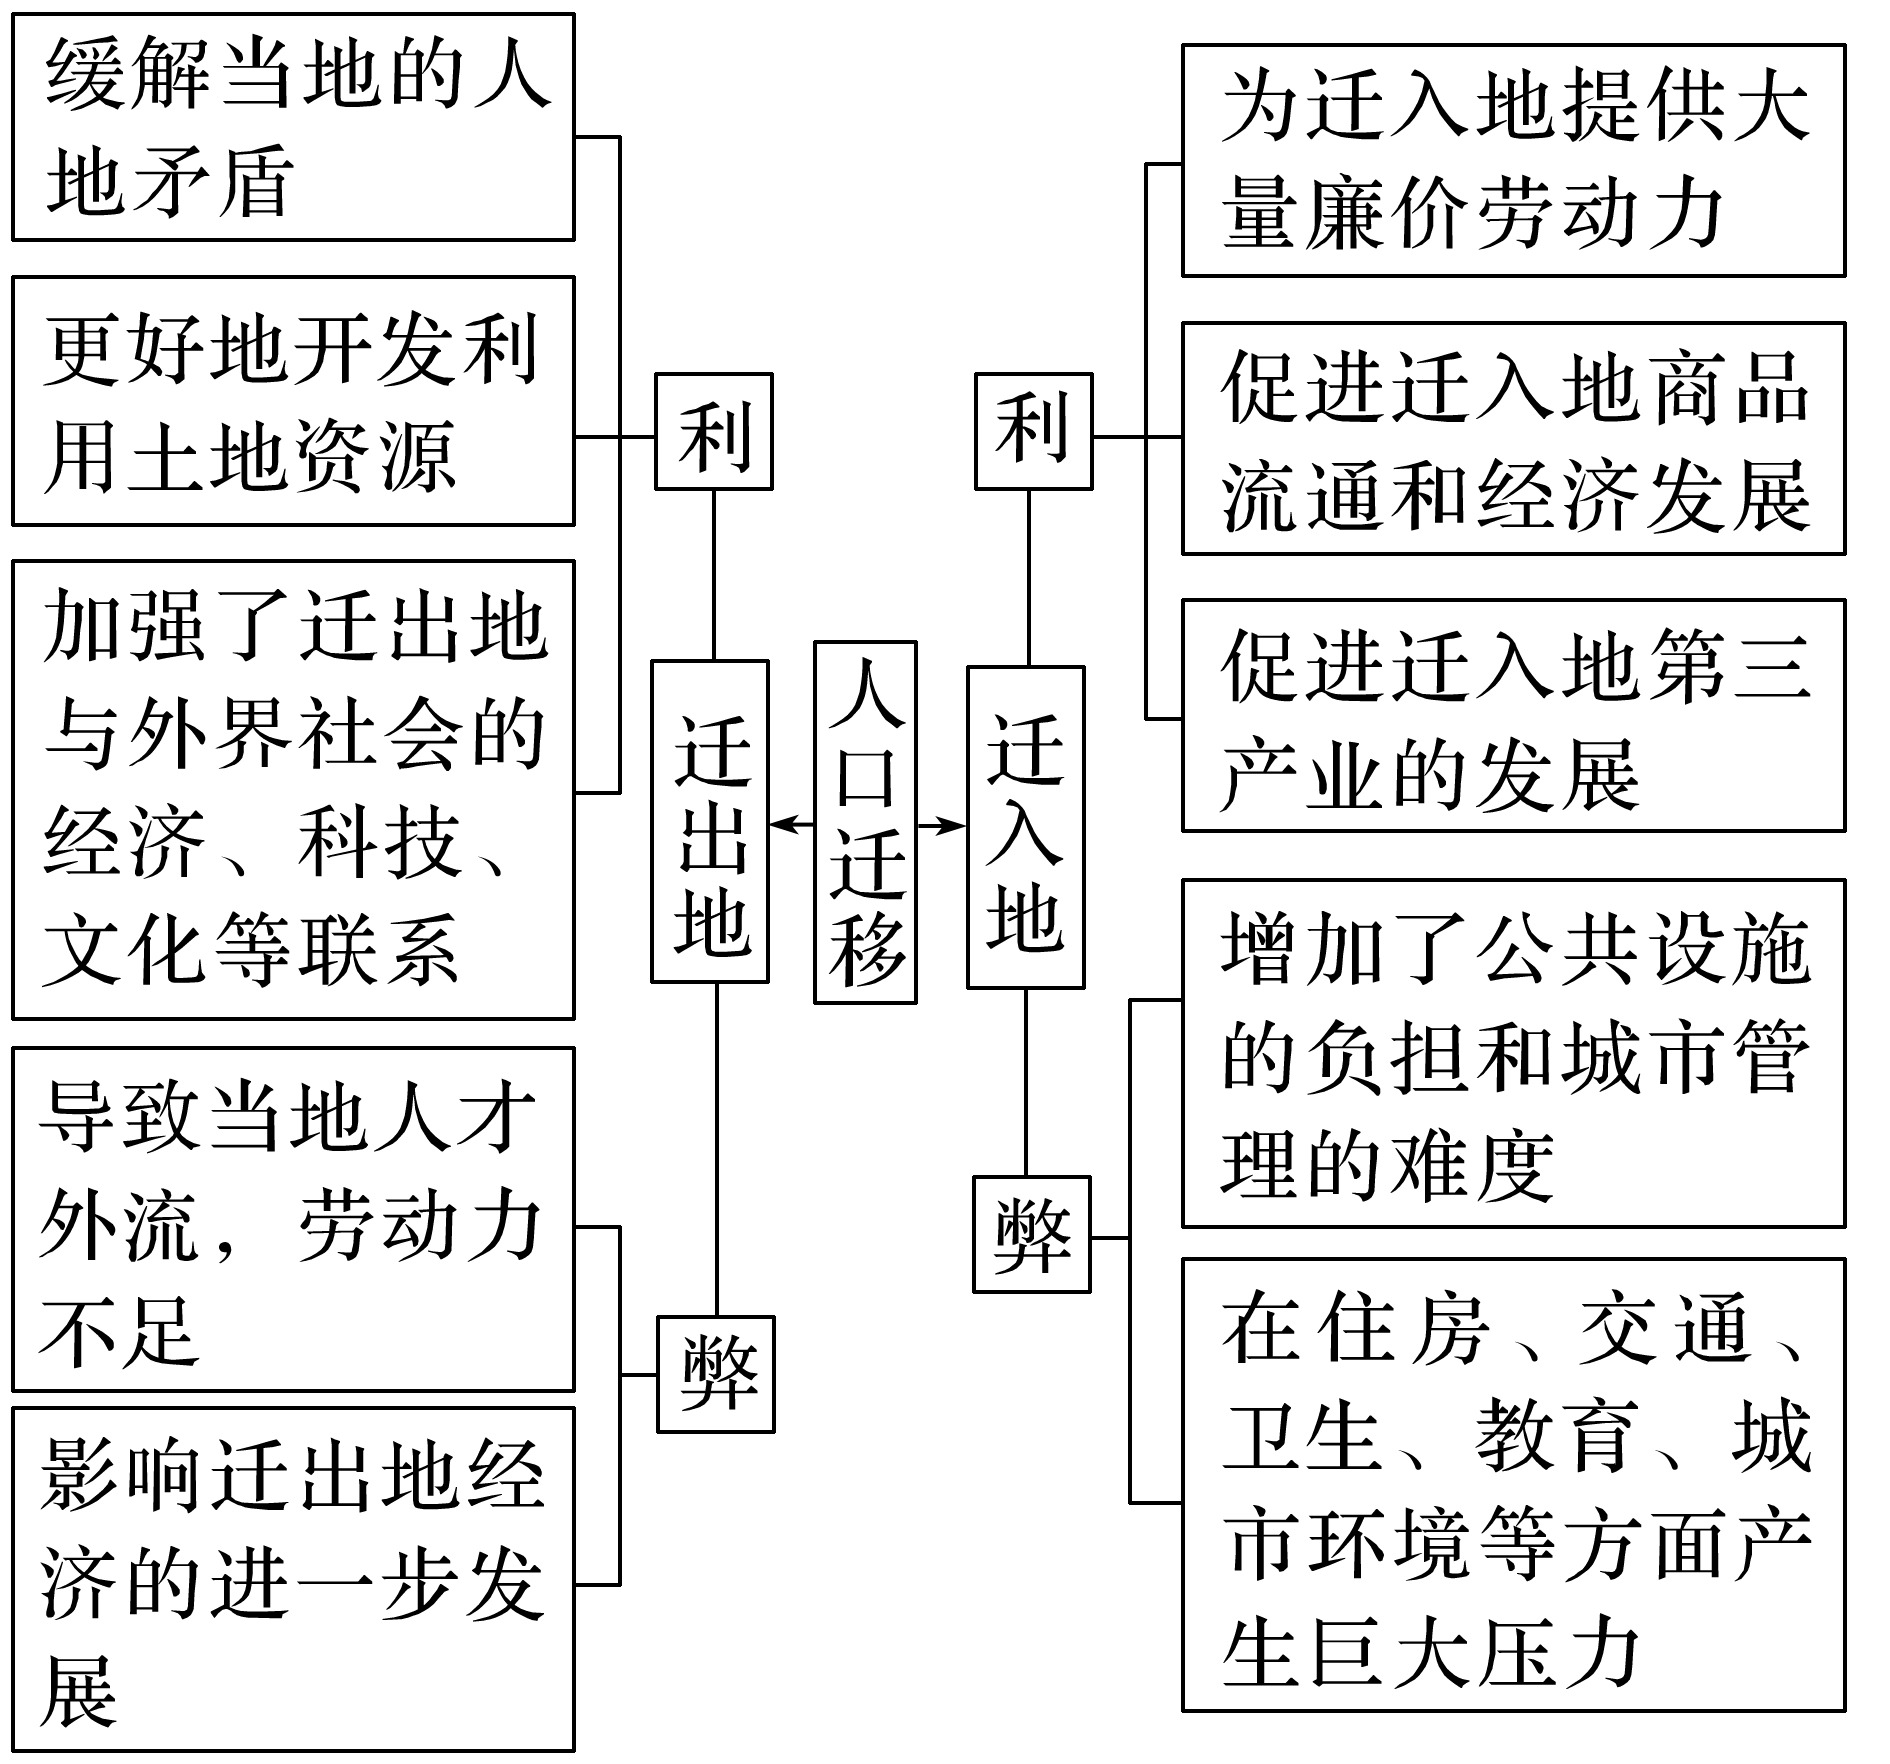 缓解当地的人
地矛盾
更好地开发利
用土地资源
加强了迁出地
与外界社会的
经济、科技、
文化等联系
导致当地人才
外流，劳动力
不足
影响迁出地经
济的进一步发
展
利
迁出地
弊
人口迁移
利
迁入地
弊
为迁入地提供大
量廉价劳动力
促进迁入地商品
流通和经济发展
促进迁入地第三
产业的发展
增加了公共设施
的负担和城市管
理的难度
在住房、交通、
卫生、教育、城
市环境等方面产
生巨大压力